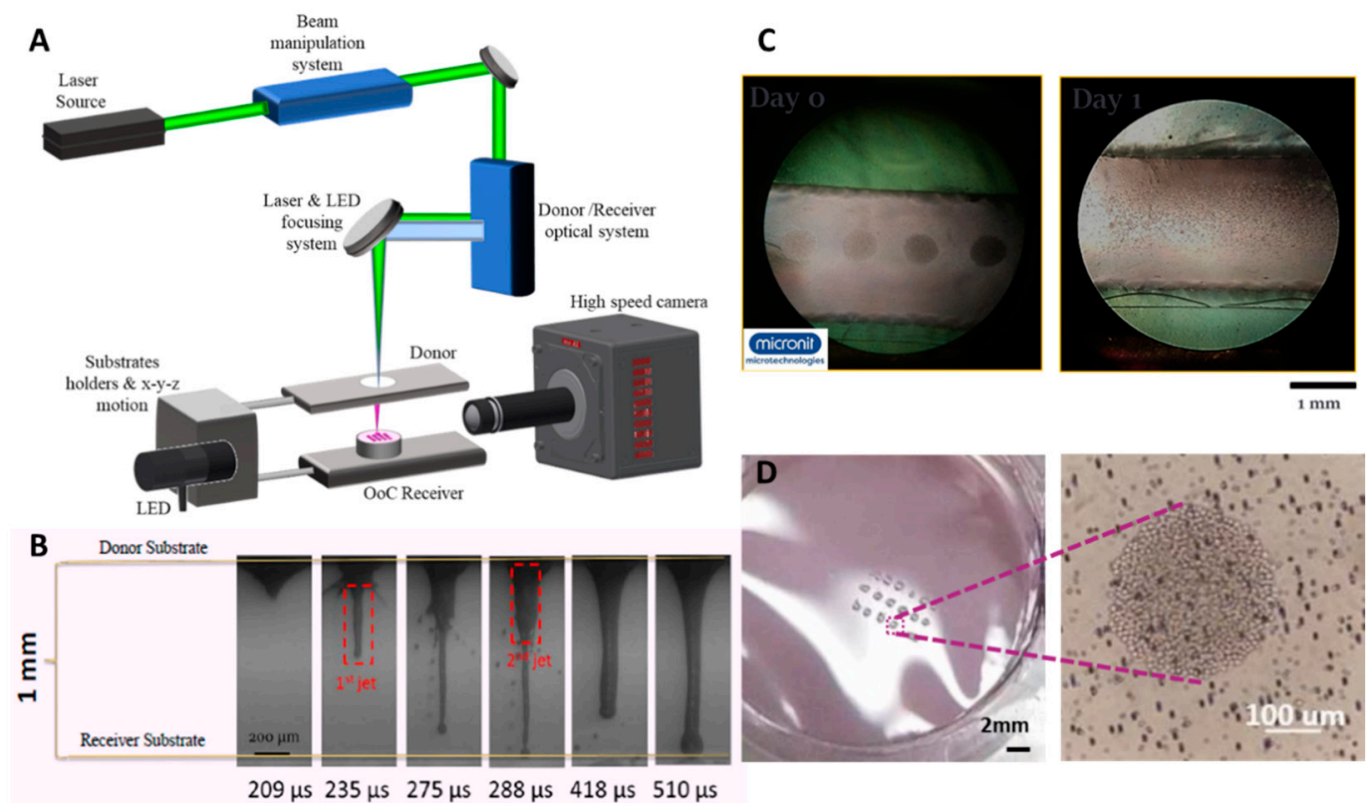 A
Beam
manipulation
system
Laser
Source
Laser & LED
focusing
system
Donor /Receiver
optical system
High speed camera
Donor
Substrates
holders & x-y-z
motion
LED
OoC Receiver
B
Donor Substrate
1 mm
Receiver Substrate
1st jet
2nd jet
200 μm
209 μs
235 μs
275 μs
288 μs
418 μs
510 μs
C
Day 0
Day 1
micronit
microtechnologies
1 mm
D
2mm
100 um